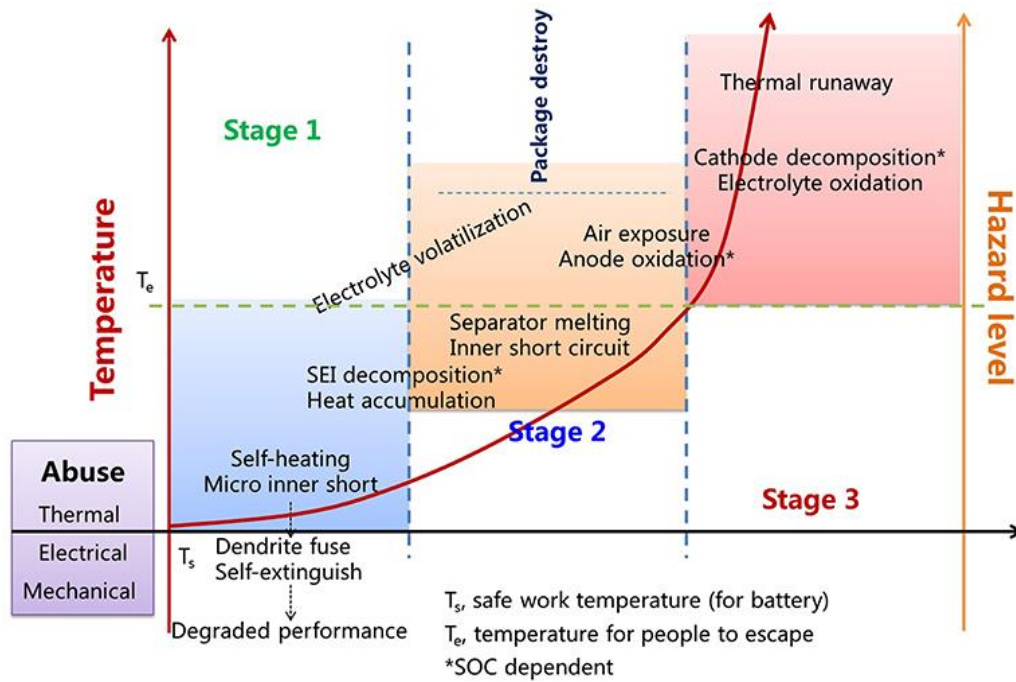 Package destroy
Thermal runaway
Stage 1
Cathode decomposition*
Electrolyte oxidation
Temperature
Electrolyte volatilization
Air exposure
Anode oxidation*
Hazard level
Te
Separator melting
Inner short circuit
SEI decomposition*
Heat accumulation
Stage 2
Abuse
Thermal
Electrical
Mechanical
Self-heating
Micro inner short
Stage 3
Ts
Dendrite fuse
Self-extinguish
Degraded performance
Ts, safe work temperature (for battery)
Te, temperature for people to escape
*SOC dependent